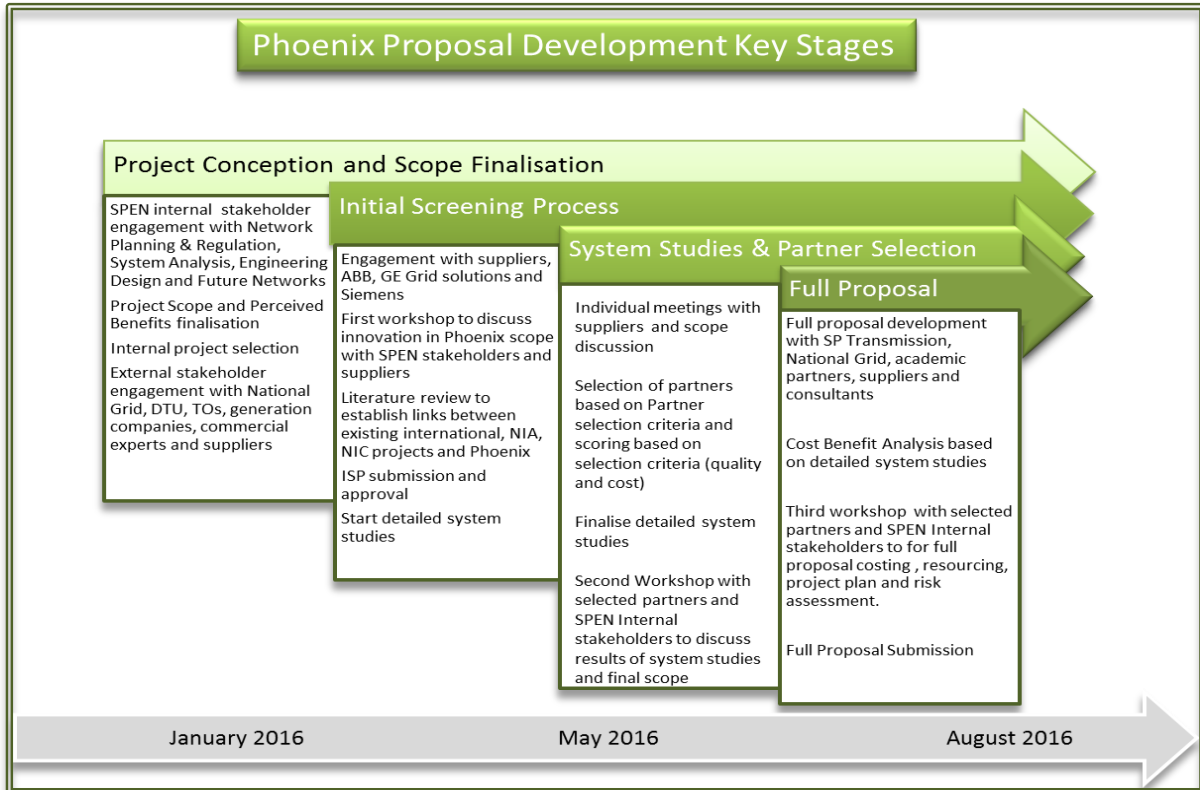 Phoenix Proposal Development Key Stages
Project Conception and Scope Finalisation
SPEN internal stakeholder
engagement with Network
Planning & Regulation,
System Analysis, Engineering
Design and Future Networks
Project Scope and Perceived
Benefits finalisation
Internal project selection
External stakeholder
engagement with National
Grid, DTU, TOs, generation
companies, commercial
experts and suppliers
Initial Screening Process
Engagement with suppliers,
ABB, GE Grid solutions and
Siemens
First workshop to discuss
innovation in Phoenix scope
with SPEN stakeholders and
suppliers
Literature review to
establish links between
existing international, NIA,
NIC projects and Phoenix
ISP submission and
approval
Start detailed system
studies
System Studies & Partner Selection
Individual meetings with
suppliers and scope
discussion
Selection of partners
based on Partner
selection criteria and
scoring based on
selection criteria (quality
and cost)
Finalise detailed system
studies
Second Workshop with
selected partners and
SPEN Internal
stakeholders to discuss
results of system studies
and final scope
Full Proposal
Full proposal development
with SP Transmission,
National Grid, academic
partners, suppliers and
consultants
Cost Benefit Analysis based
on detailed system studies
Third workshop with selected
partners and SPEN Internal
stakeholders to for full
proposal costing , resourcing,
project plan and risk
assessment.
Full Proposal Submission
January 2016
May 2016
August 2016